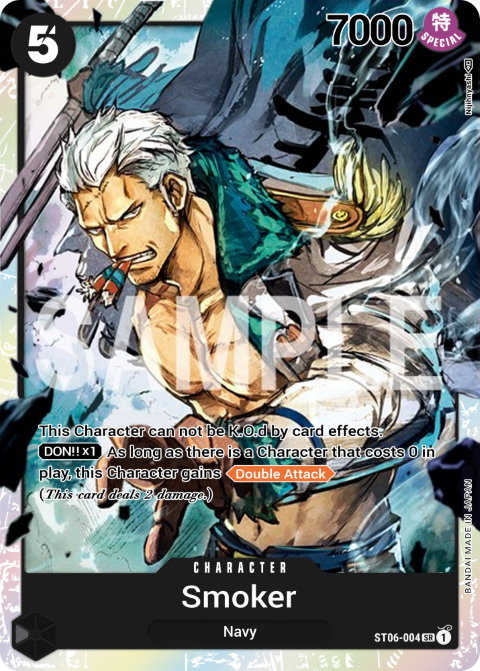 5
7000
特
SPECIAL
Nijihayashi
SAMPLE
This Character can not be K.O.d by card effects.
DON!! x1 As long as there is a Character that costs 0 in
play, this Character gains Double Attack
(This card deals 2 damage.)
BANDAI MADE IN JAPAN
CHARACTER
Smoker
Navy
ST06-004 SR 1